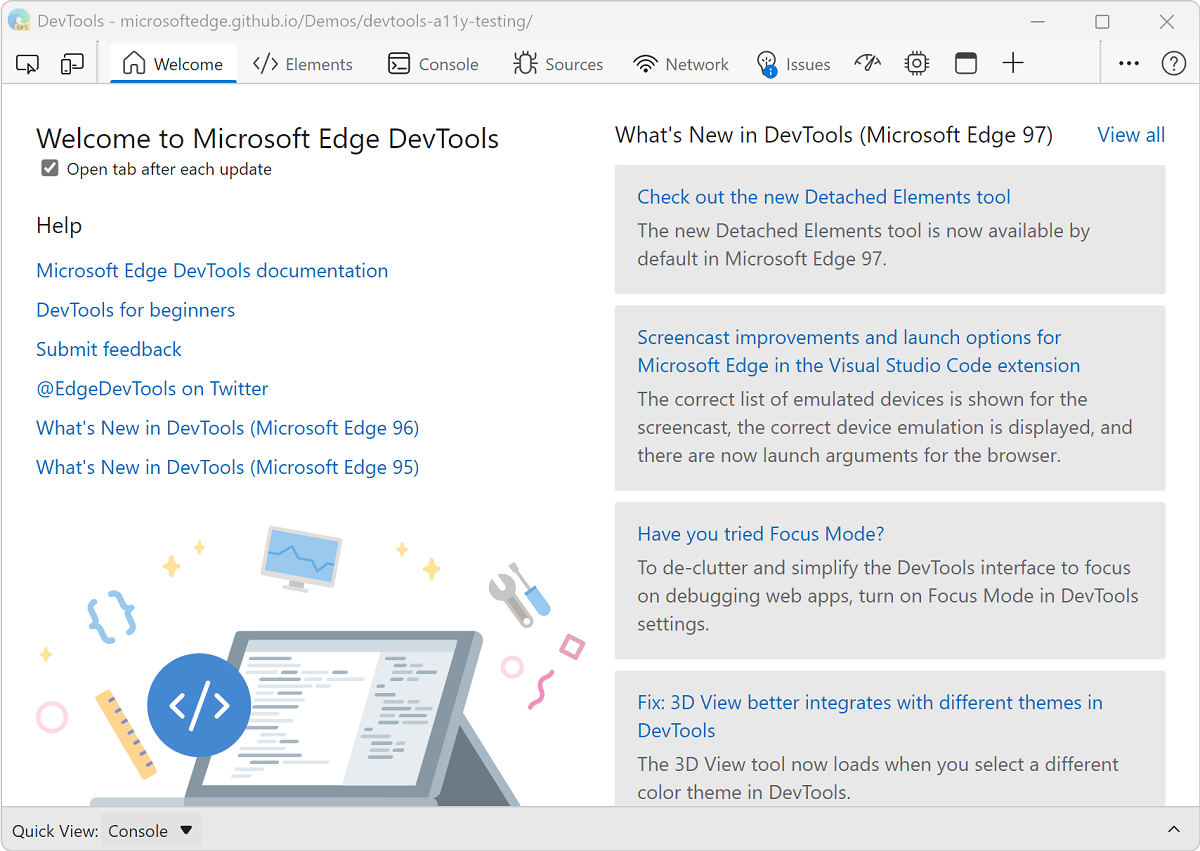 DevTools - microsoftedge.github.io/Demos/devtools-a11y-testing/
Welcome
Elements
Console
Sources
Network
Issues
Welcome to Microsoft Edge DevTools
Open tab after each update
Help
Microsoft Edge DevTools documentation
DevTools for beginners
Submit feedback
@EdgeDevTools on Twitter
What's New in DevTools (Microsoft Edge 96)
What's New in DevTools (Microsoft Edge 95)
What's New in DevTools (Microsoft Edge 97)
View all
Check out the new Detached Elements tool
The new Detached Elements tool is now available by
default in Microsoft Edge 97.
Screencast improvements and launch options for
Microsoft Edge in the Visual Studio Code extension
The correct list of emulated devices is shown for the
screencast, the correct device emulation is displayed, and
there are now launch arguments for the browser.
Have you tried Focus Mode?
To de-clutter and simplify the DevTools interface to focus
on debugging web apps, turn on Focus Mode in DevTools
settings.
Fix: 3D View better integrates with different themes in
DevTools
The 3D View tool now loads when you select a different
color theme in DevTools.
Quick View: Console